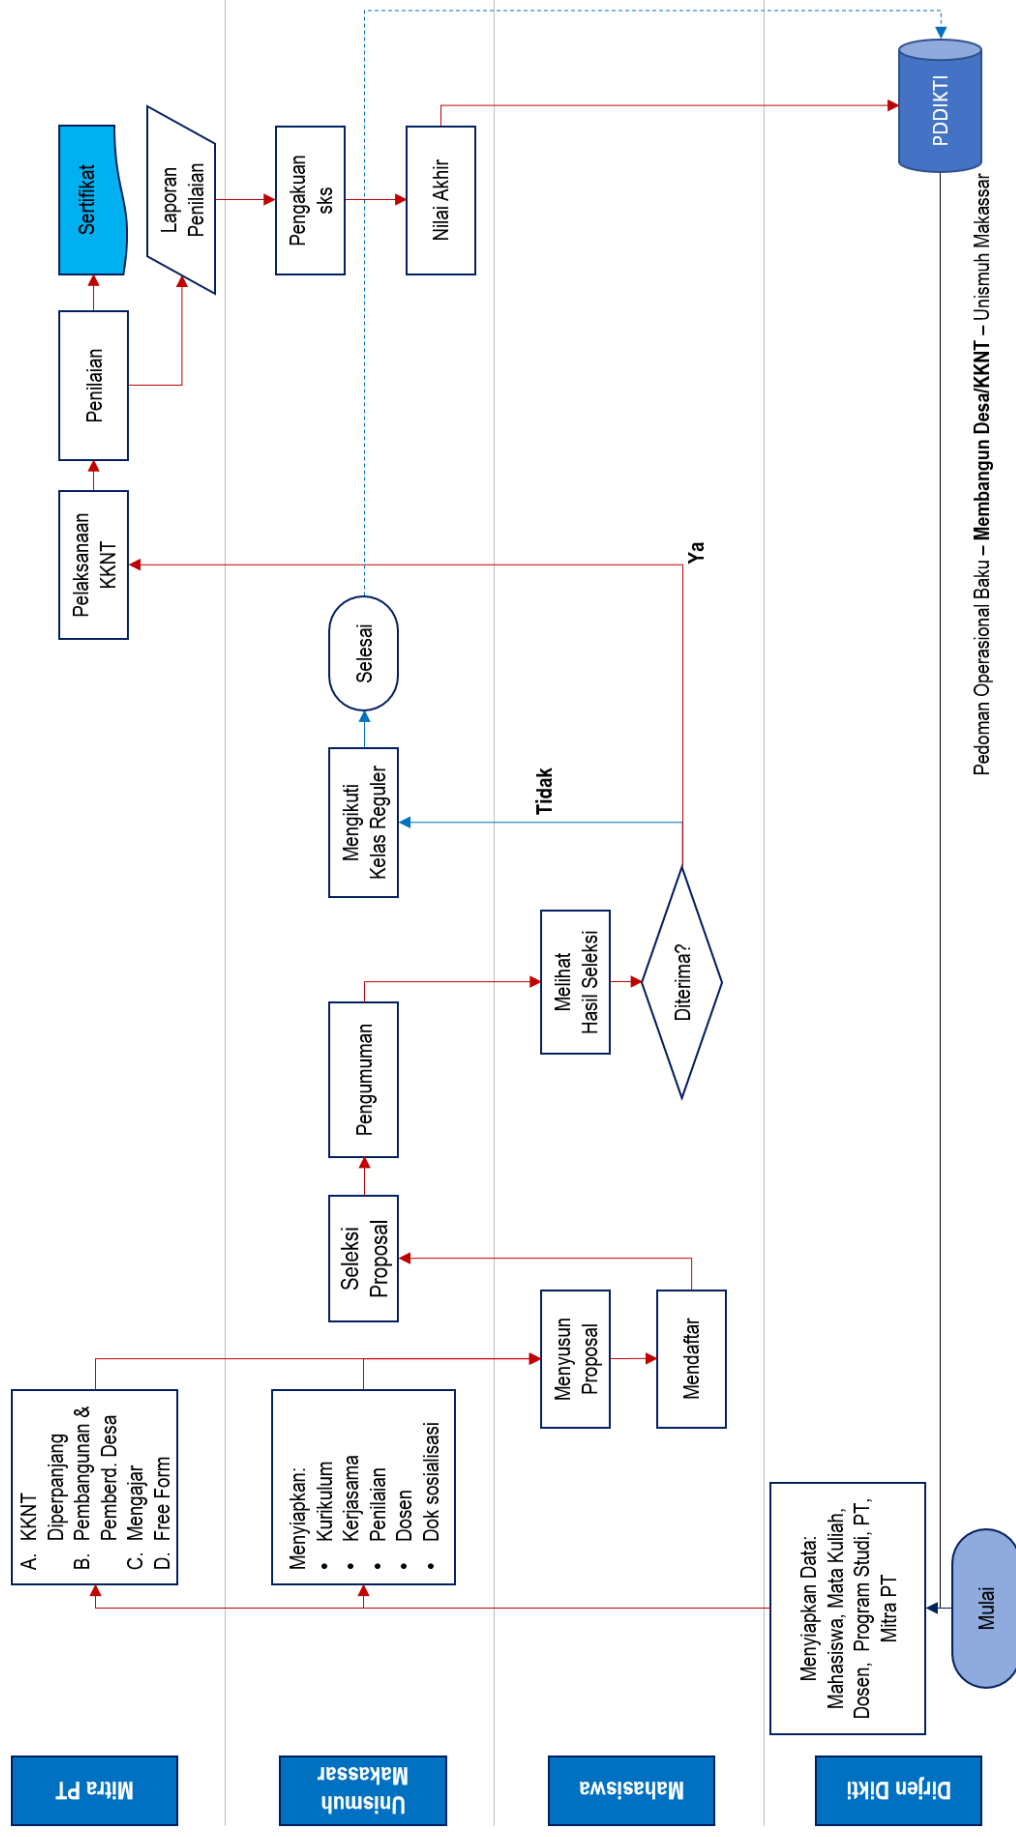 Mitra PT
A. KKNT
Diperpanjang
B. Pembangunan &
Pemberd. Desa
C. Mengajar
D. Free Form
Pelaksanaan
KKNT
Penilaian
Sertifikat
Laporan
Penilaian
Unismuh
Makassar
Menyiapkan:
• Kurikulum
• Kerjasama
• Penilaian
• Dosen
• Dok sosialisasi
Seleksi
Proposal
Pengumuman
Mengikuti
Kelas Reguler
Selesai
Pengakuan
sks
Nilai Akhir
Mahasiswa
Menyusun
Proposal
Mendaftar
Melihat
Hasil Seleksi
Diterima?
Tidak
Ya
Dirjen Dikti
Menyiapkan Data:
Mahasiswa, Mata Kuliah,
Dosen, Program Studi, PT,
Mitra PT
Mulai
PDDIKTI
Pedoman Operasional Baku – Membangun Desa/KKNT – Unismuh Makassar